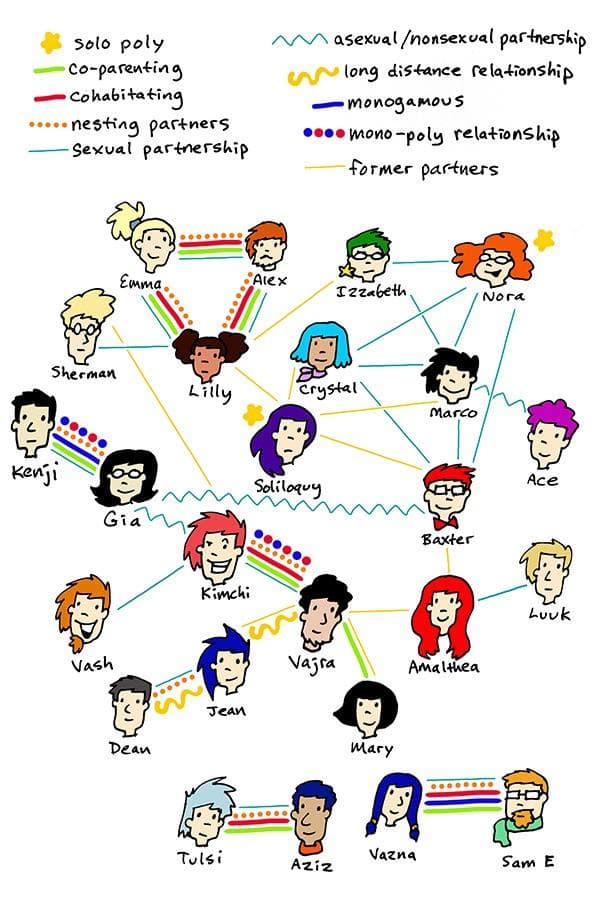 solo poly
co-parenting
cohabitating
nesting partners
sexual partnership
asexual/nonsexual partnership
long distance relationship
monogamous
mono-poly relationship
former partners
Emma
Alex
Izzabeth
Nora
Sherman
Lilly
Crystal
Marco
Kenji
Gia
Soliloquy
Ace
Baxter
Kimchi
Vash
Vajra
Amalthea
Luuk
Jean
Dean
Mary
Tulsi
Aziz
Vazna
Sam E